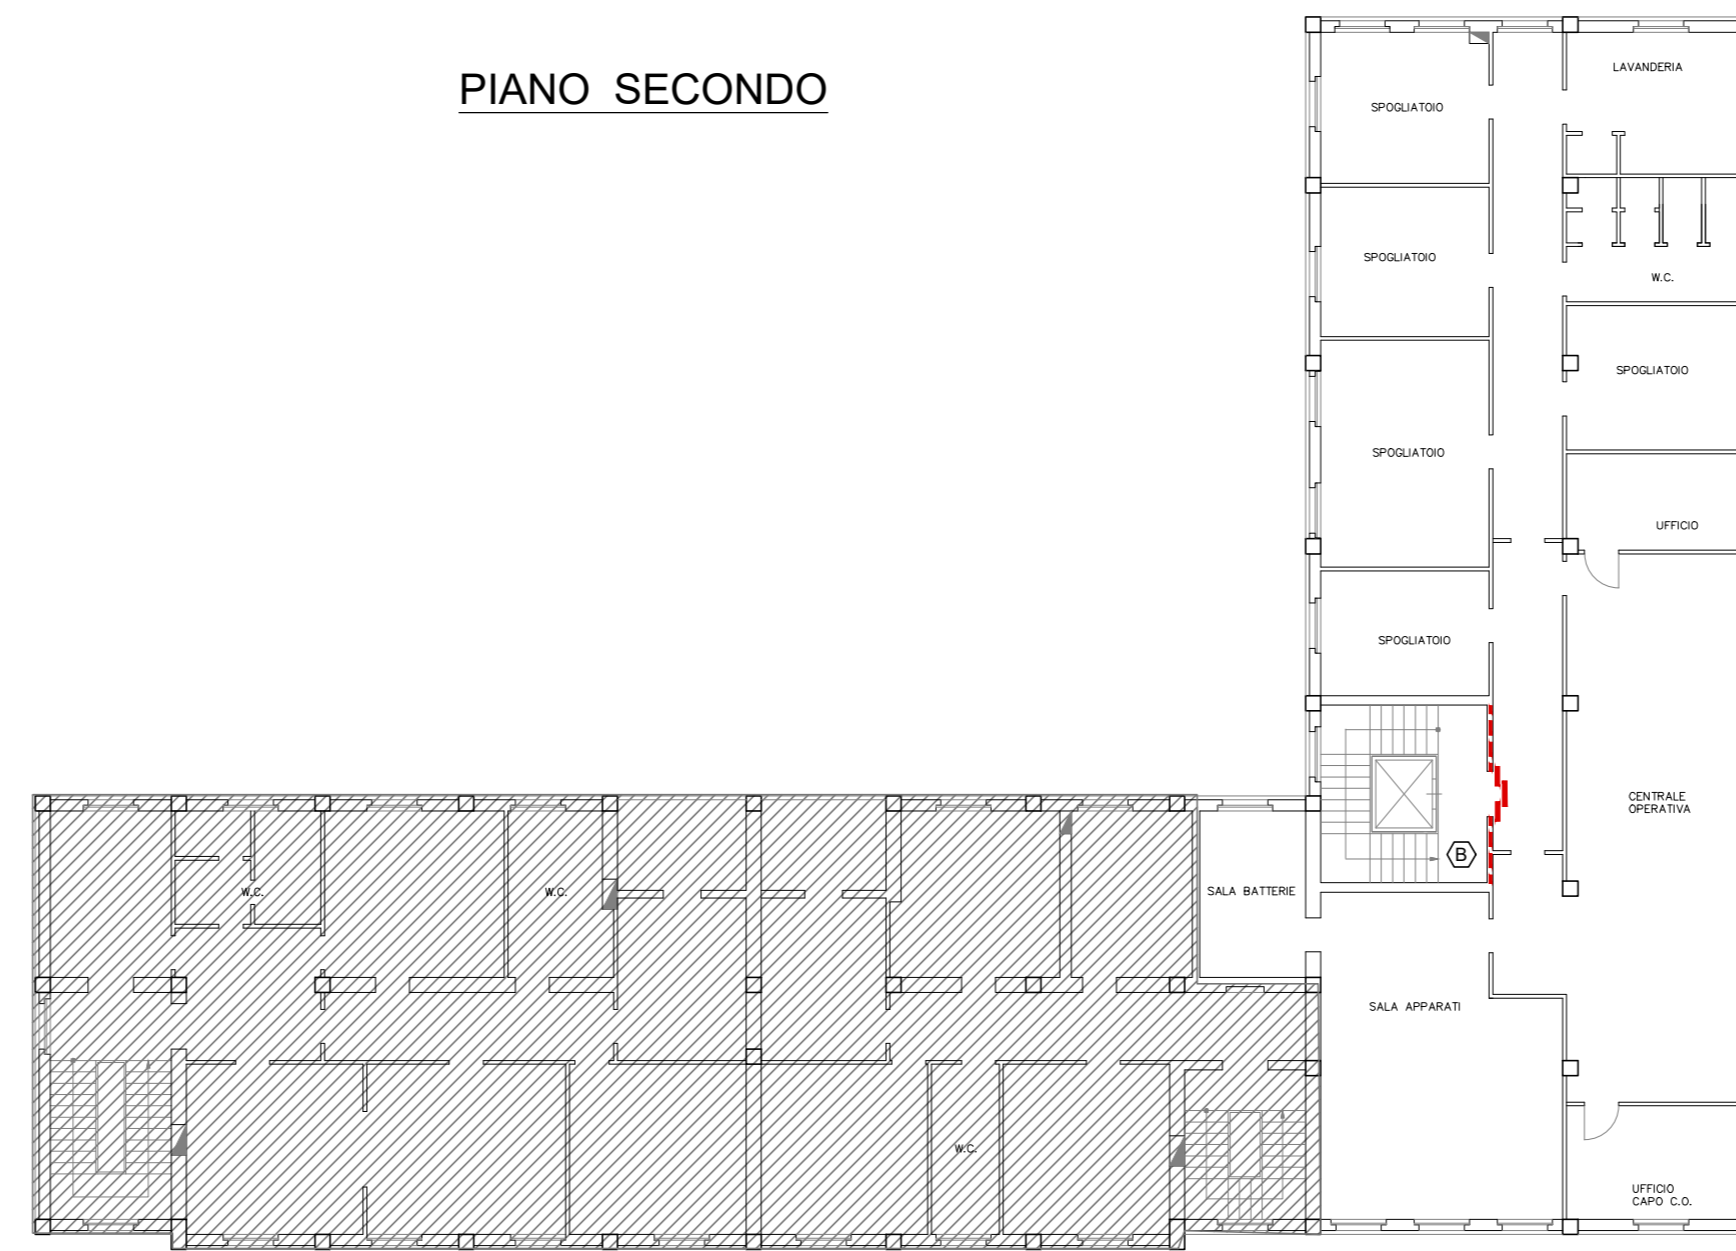 PIANO SECONDO
LAVANDERIA
SPOGLIATOIO
SPOGLIATOIO
W.C.
SPOGLIATOIO
SPOGLIATOIO
UFFICIO
SPOGLIATOIO
CENTRALE
OPERATIVA
B
W.C.
W.C.
SALA BATTERIE
SALA APPARATI
W.C.
UFFICIO
CAPO C.O.